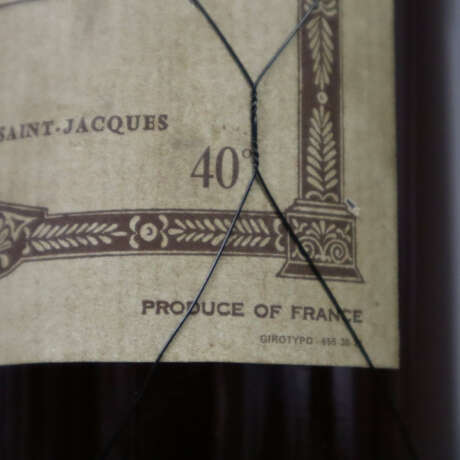 SAINT-JACQUES
40°
PRODUCE OF FRANCE
GIROTYPO